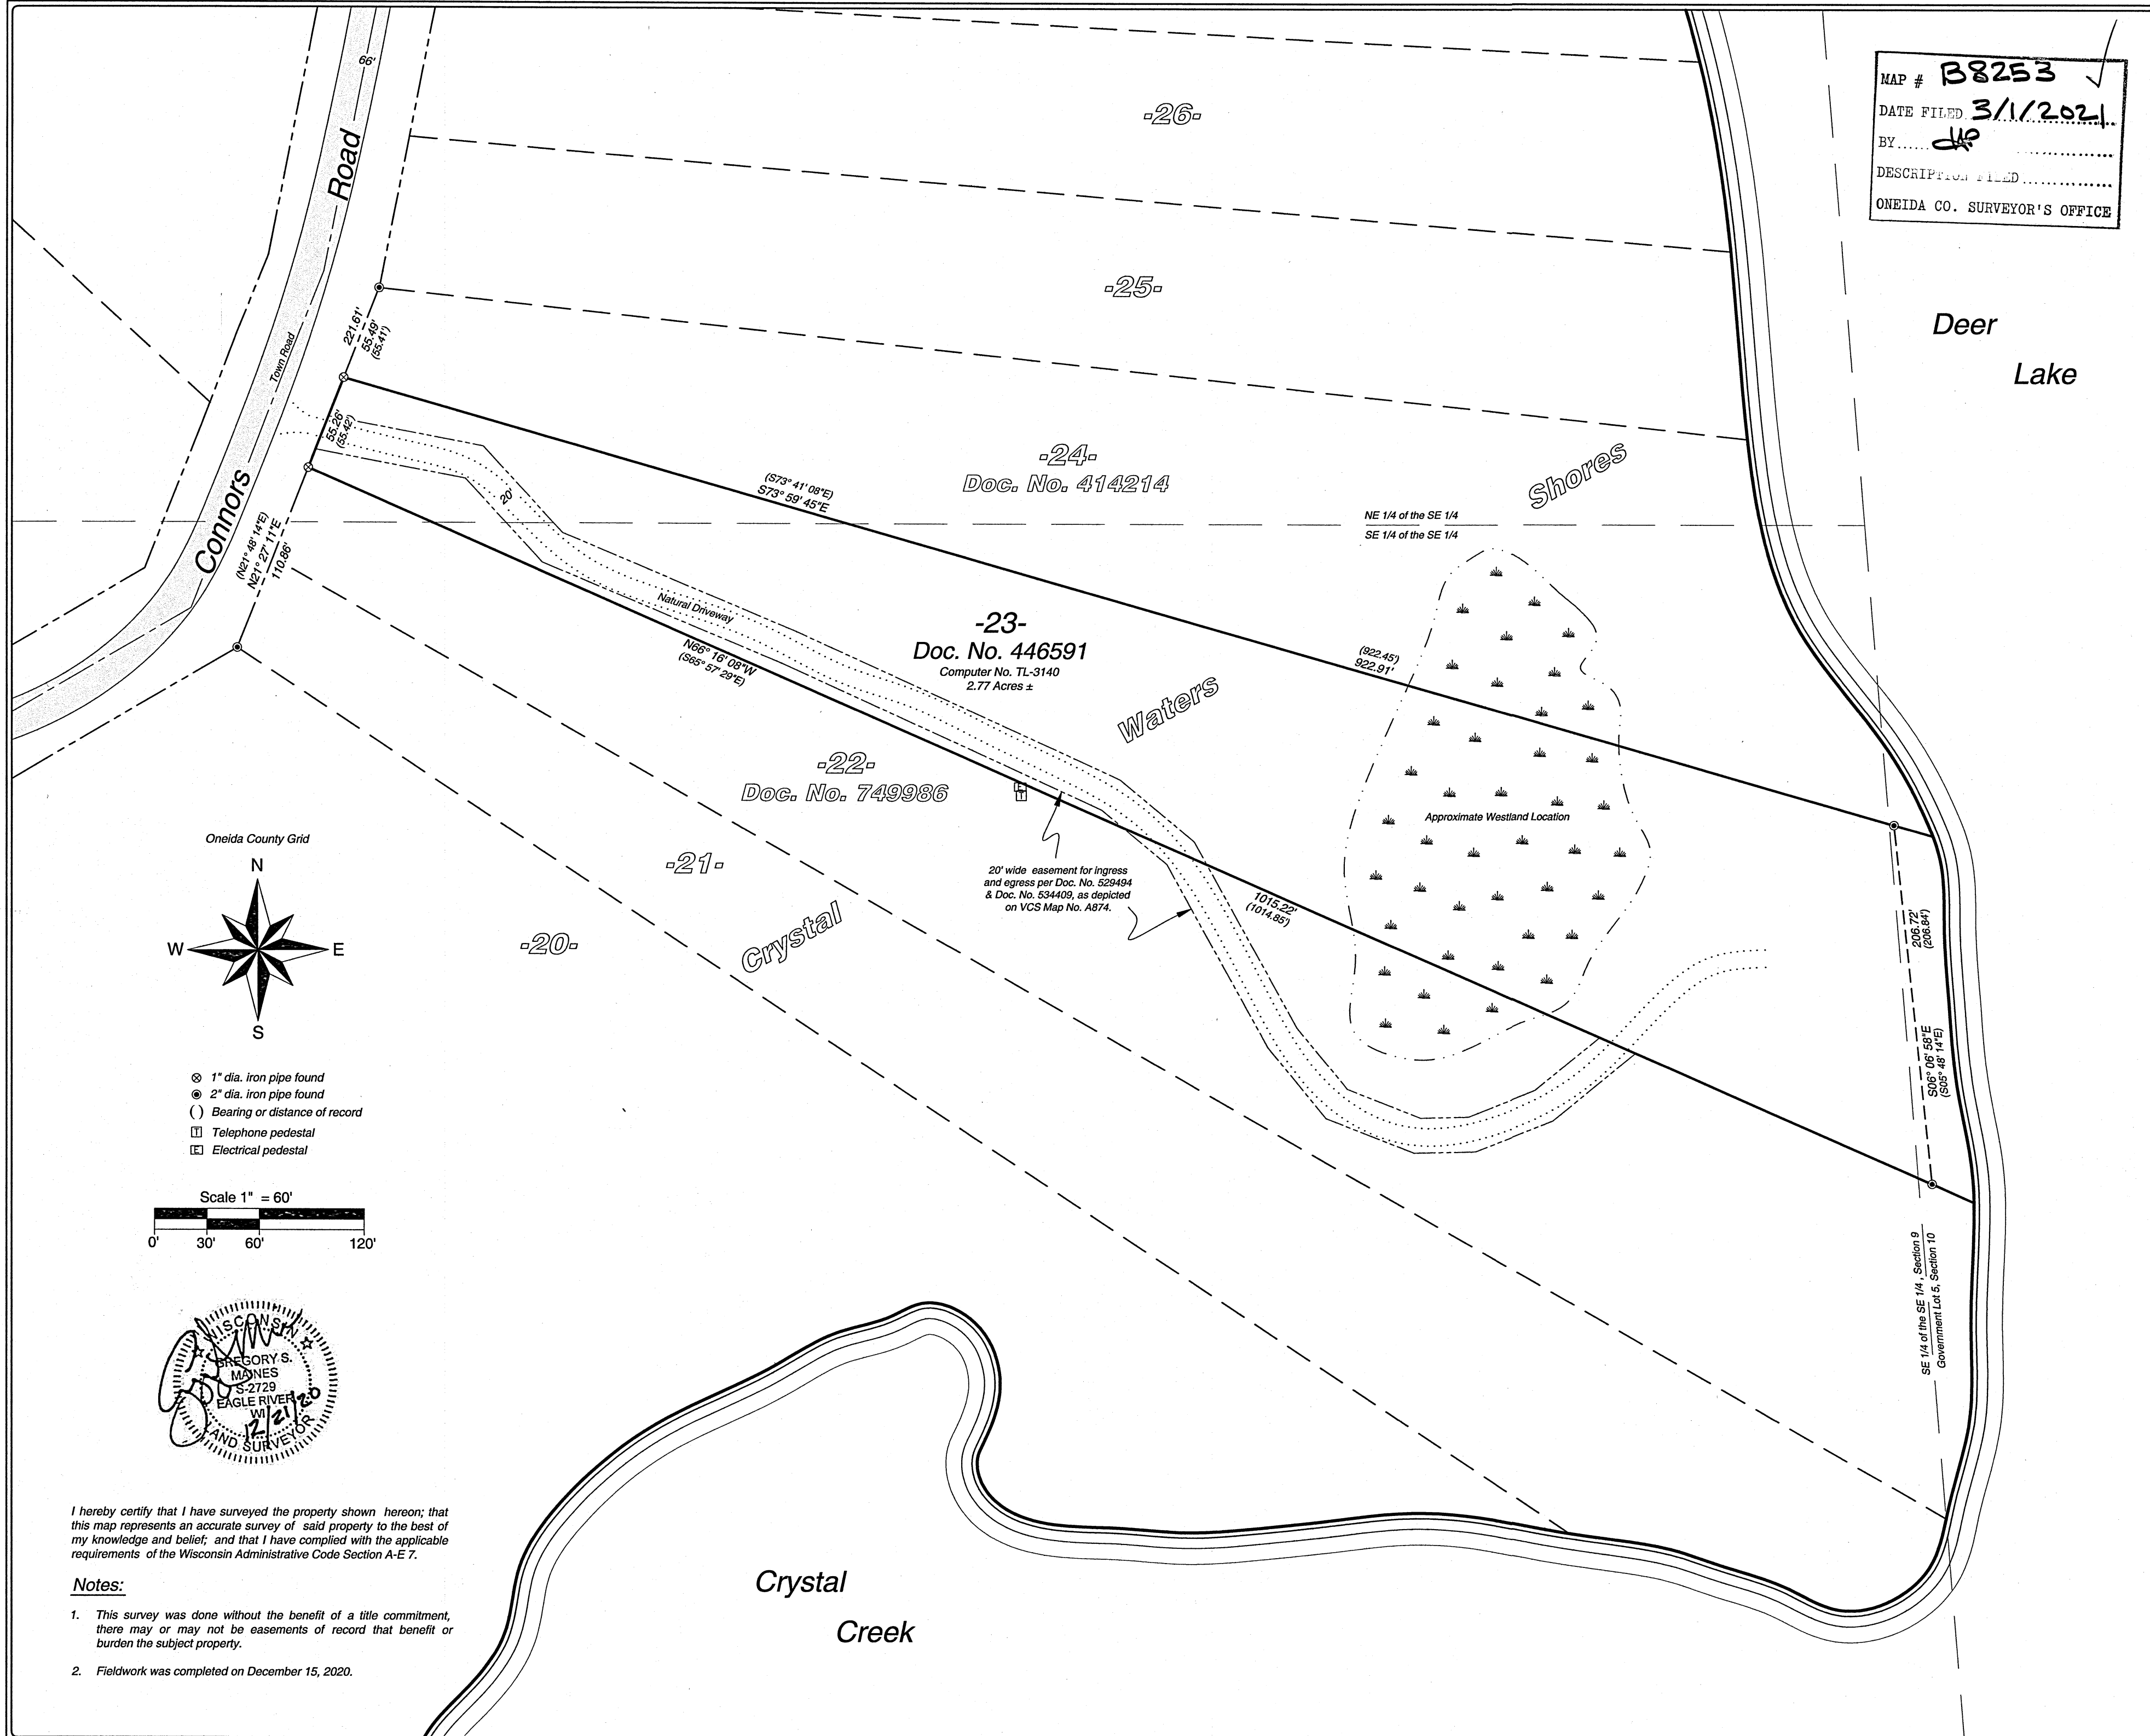 MAP # B8253
DATE FILED 3/1/2021
BY
DESCRIPTION FILED
ONEIDA CO. SURVEYOR'S OFFICE
66'
Road
Town Road
Connors
-26-
-25-
Deer
Lake
221.61'
55.49'
(55.41')
55.26'
(55.42')
(N21° 48' 14"E)
N21° 27' 11"E
110.86'
20'
-24-
Doc. No. 414214
Shores
(S73° 41' 08"E)
S73° 59' 45"E
NE 1/4 of the SE 1/4
SE 1/4 of the SE 1/4
Natural Driveway
-23-
Doc. No. 446591
Computer No. TL-3140
2.77 Acres ±
N66° 16' 08"W
(S65° 57' 29"E)
(922.45')
922.91'
Waters
-22-
Doc. No. 749986
E
T
Approximate Westland Location
-21-
20' wide easement for ingress
and egress per Doc. No. 529494
& Doc. No. 534409, as depicted
on VCS Map No. A874.
1015.22'
(1014.85')
Crystal
-20-
206.72'
(206.84')
S06° 06' 58"E
(S05° 48' 14"E)
SE 1/4 of the SE 1/4 , Section 9
Government Lot 5, Section 10
Oneida County Grid
N
W E
S
1" dia. iron pipe found
2" dia. iron pipe found
( ) Bearing or distance of record
T Telephone pedestal
E Electrical pedestal
Scale 1" = 60'
0' 30' 60' 120'
WISCONSIN
GREGORY S.
MAINES
S-2729
EAGLE RIVER
WI
12/21/20
LAND SURVEYOR
I hereby certify that I have surveyed the property shown hereon; that
this map represents an accurate survey of said property to the best of
my knowledge and belief; and that I have complied with the applicable
requirements of the Wisconsin Administrative Code Section A-E 7.
Notes:
1. This survey was done without the benefit of a title commitment,
there may or may not be easements of record that benefit or
burden the subject property.
2. Fieldwork was completed on December 15, 2020.
Crystal
Creek